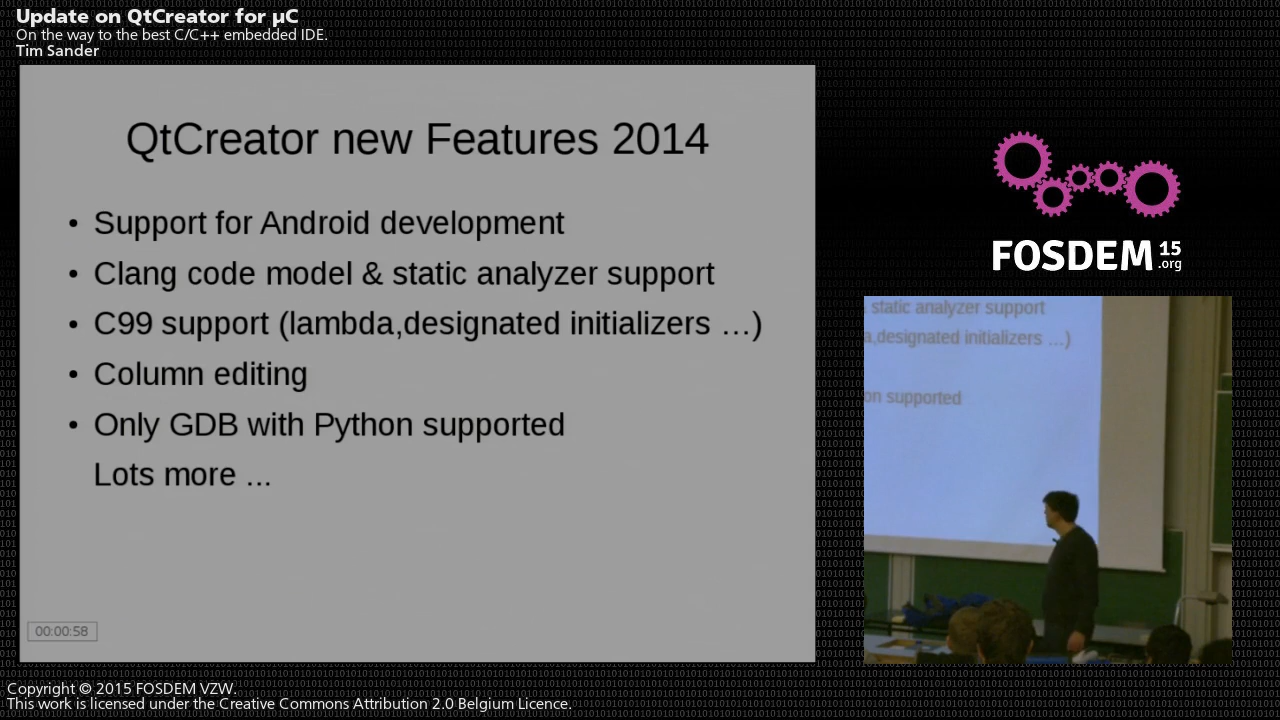 Update on QtCreator for µC
On the way to the best C/C++ embedded IDE.
Tim Sander
QtCreator new Features 2014
• Support for Android development
• Clang code model & static analyzer support
• C99 support (lambda,designated initializers ...)
• Column editing
• Only GDB with Python supported
Lots more ...
00:00:58
FOSDEM 15
.org
static analyzer support
a,designated initializers ...)
on supported
Copyright © 2015 FOSDEM VZW.
This work is licensed under the Creative Commons Attribution 2.0 Belgium Licence.